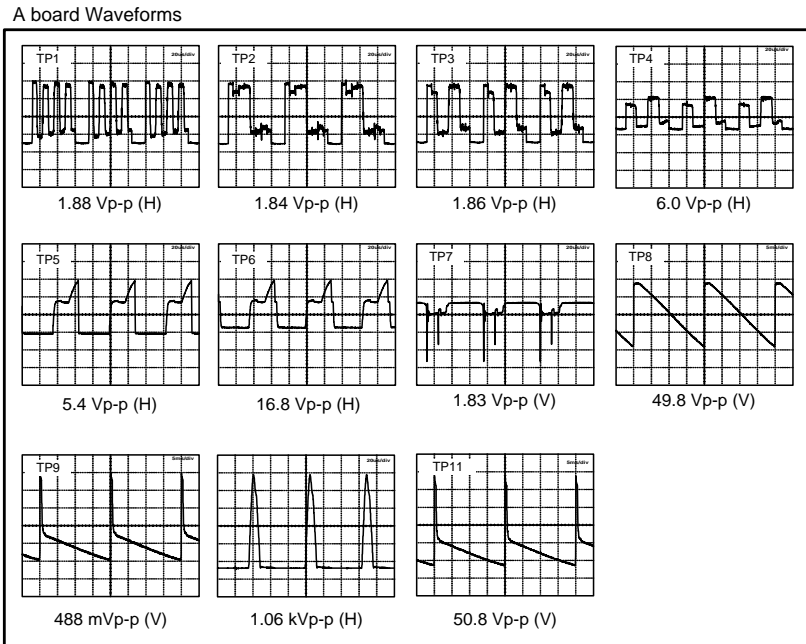 A board Waveforms
TP1 20us/div
TP2 20us/div
TP3 20us/div
TP4 20us/div
1.88 Vp-p (H)
1.84 Vp-p (H)
1.86 Vp-p (H)
6.0 Vp-p (H)
TP5 20us/div
TP6 20us/div
TP7 20us/div
TP8 5ms/div
5.4 Vp-p (H)
16.8 Vp-p (H)
1.83 Vp-p (V)
49.8 Vp-p (V)
TP9 5ms/div
20us/div
TP11 5ms/div
488 mVp-p (V)
1.06 kVp-p (H)
50.8 Vp-p (V)